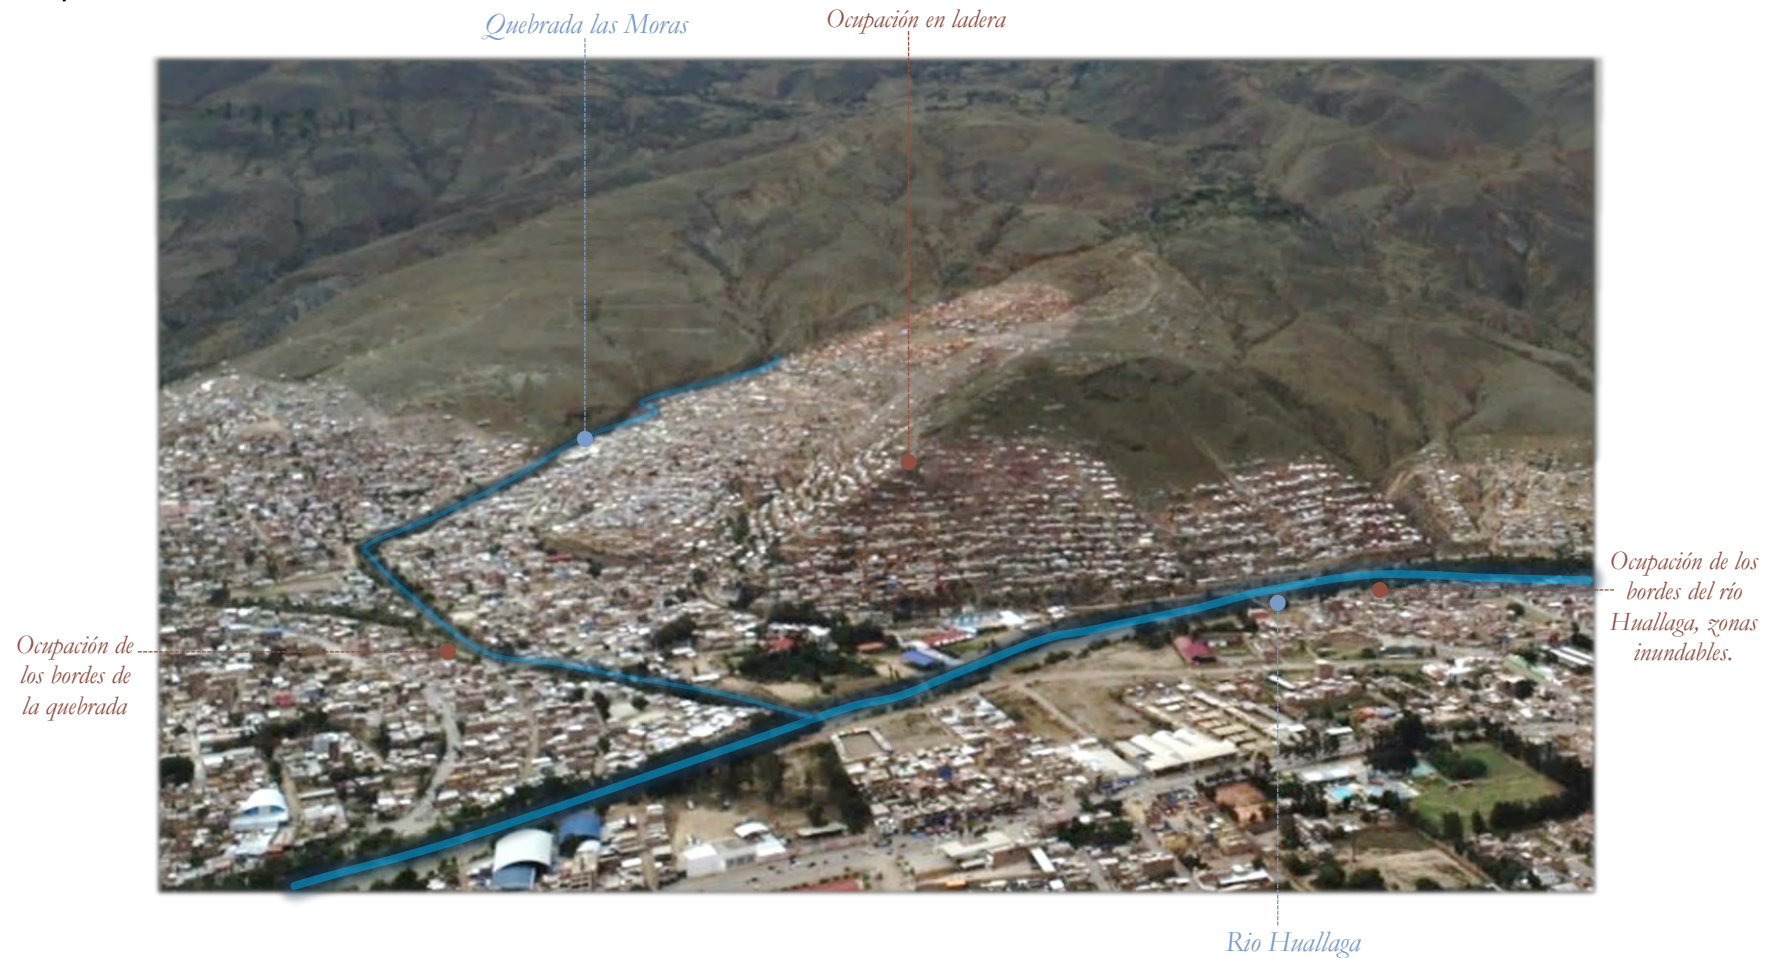 Quebrada las Moras
Ocupación en ladera
Ocupación de los
bordes del río
Huallaga, zonas
inundables.
Ocupación de
los bordes de
la quebrada
Rio Huallaga